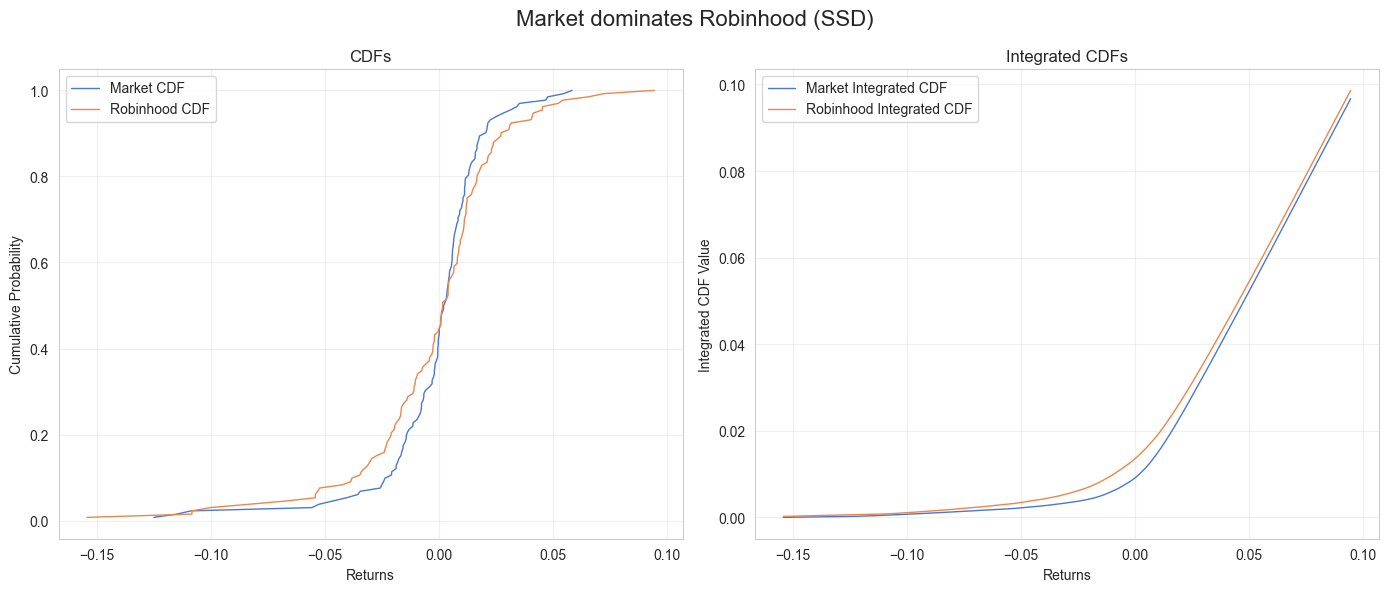 Market dominates Robinhood (SSD)
CDFs
Market CDF
Robinhood CDF
Cumulative Probability
1.0
0.8
0.6
0.4
0.2
0.0
−0.15 −0.10 −0.05 0.00 0.05 0.10
Returns
Integrated CDFs
Market Integrated CDF
Robinhood Integrated CDF
Integrated CDF Value
0.10
0.08
0.06
0.04
0.02
0.00
−0.15 −0.10 −0.05 0.00 0.05 0.10
Returns